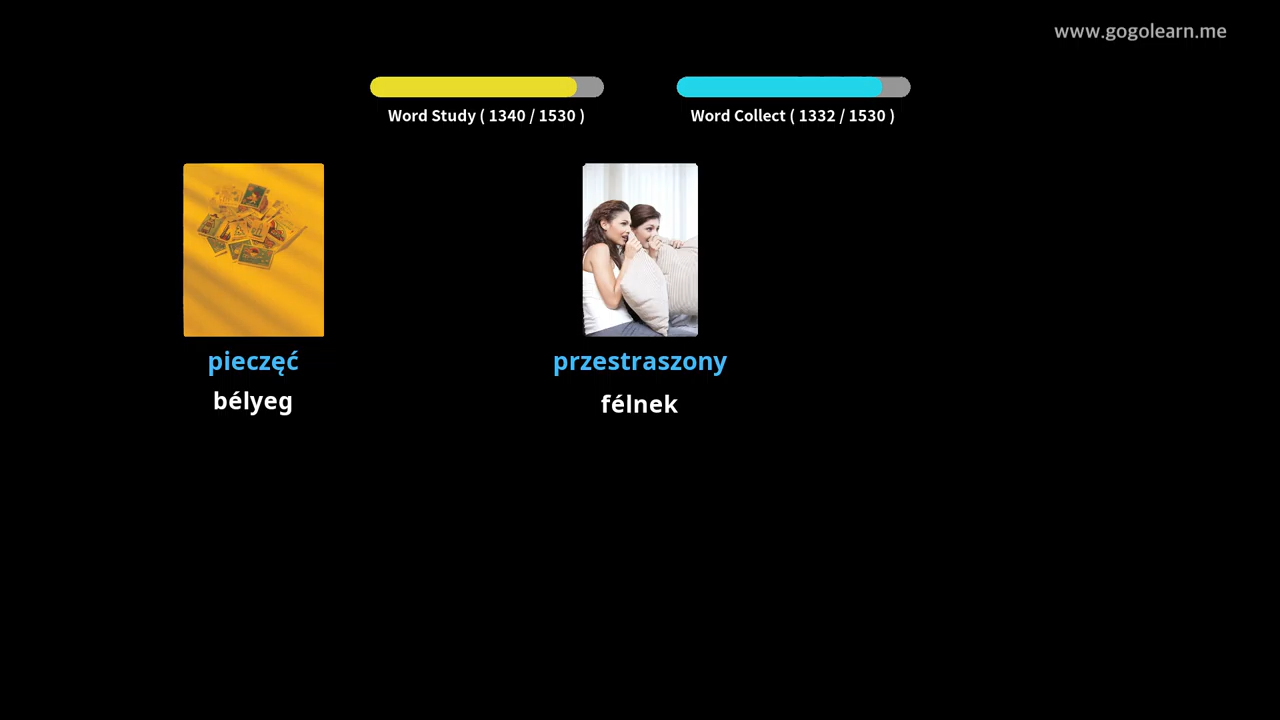 www.gogolearn.me
Word Study ( 1340 / 1530 )
Word Collect ( 1332 / 1530 )
pieczęć
bélyeg
przestraszony
félnek